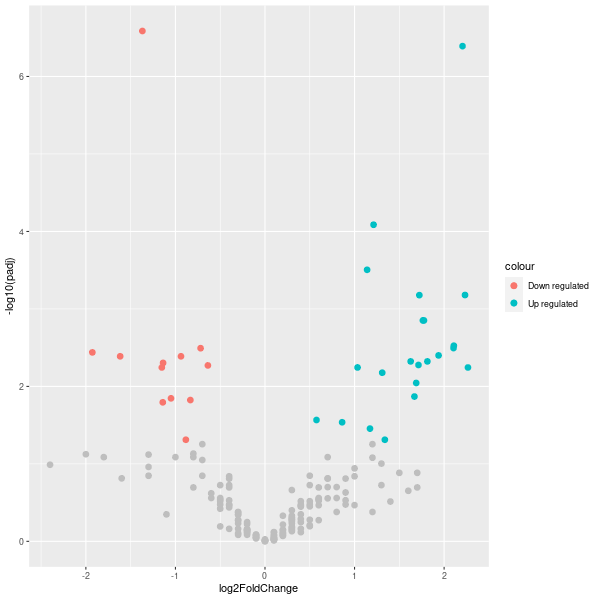 6
4
2
0
-log10(padj)
-2
-1
0
1
2
log2FoldChange
colour
Down regulated
Up regulated